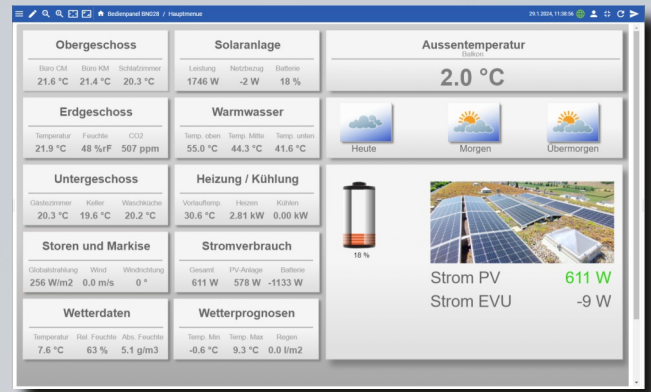 Bedienpanel BN028 / Hauptmenue
29.1.2024, 11:38:56
Obergeschoss
Büro CM Büro KM Schlafzimmer
21.6 °C 21.4 °C 20.3 °C
Solaranlage
Leistung Netzbezug Batterie
1746 W -2 W 18 %
Aussentemperatur
Balkon
2.0 °C
Erdgeschoss
Temperatur Feuchte CO2
21.9 °C 48 %rF 507 ppm
Warmwasser
Temp. oben Temp. Mitte Temp. unten
55.0 °C 44.3 °C 41.6 °C
Heute Morgen Übermorgen
Untergeschoss
Gästezimmer Keller Waschküche
20.3 °C 19.6 °C 20.2 °C
Heizung / Kühlung
Vorlauftemp. Heizen Kühlen
30.6 °C 2.81 kW 0.00 kW
18 %
Strom PV 611 W
Strom EVU -9 W
Storen und Markise
Globalstrahlung Wind Windrichtung
256 W/m2 0.0 m/s 0 °
Stromverbrauch
Gesamt PV-Anlage Batterie
611 W 578 W -1133 W
Wetterdaten
Temperatur Rel. Feuchte Abs. Feuchte
7.6 °C 63 % 5.1 g/m3
Wetterprognosen
Temp. Min Temp. Max Regen
-0.6 °C 9.3 °C 0.0 l/m2